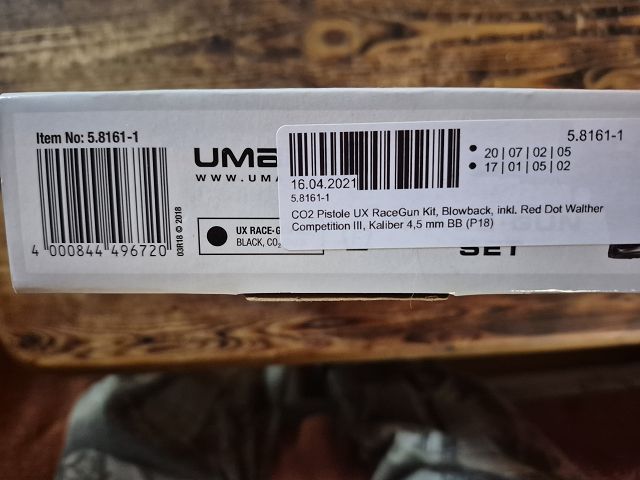 Item No: 5.8161-1
4 000844 496720
03R18 © 2018
UMA
WWW.UMA
UX RACE-G
BLACK, CO₂
SET
16.04.2021
5.8161-1
5.8161-1
• 20 | 07 | 02 | 05
• 17 | 01 | 05 | 02
CO2 Pistole UX RaceGun Kit, Blowback, inkl. Red Dot Walther
Competition III, Kaliber 4,5 mm BB (P18)